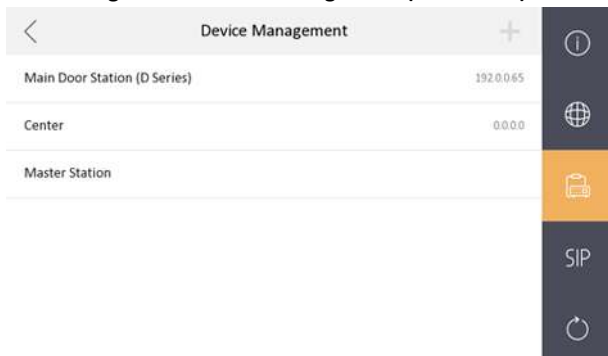 Device Management
Main Door Station (D Series) 192.0.0.65
Center 0.0.0.0
Master Station
SIP